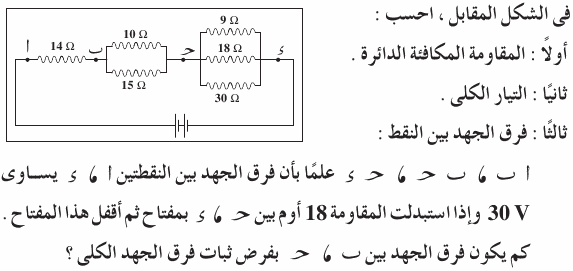 فى الشكل المقابل ، احسب :
أولاً : المقاومة المكافئة الدائرة .
ثانيًا : التيار الكلى .
ثالثًا : فرق الجهد بين النقط :
ا ب ، ب حـ ، حـ ء علمًا بأن فرق الجهد بين النقطتين ا ، ء يساوى
30 V وإذا استبدلت المقاومة 18 أوم بين حـ ، ء بمفتاح ثم أقفل هذا المفتاح .
كم يكون فرق الجهد بين ب ، حـ بفرض ثبات فرق الجهد الكلى ؟
ا
14 Ω
ب
10 Ω
15 Ω
حـ
9 Ω
18 Ω
30 Ω
ء